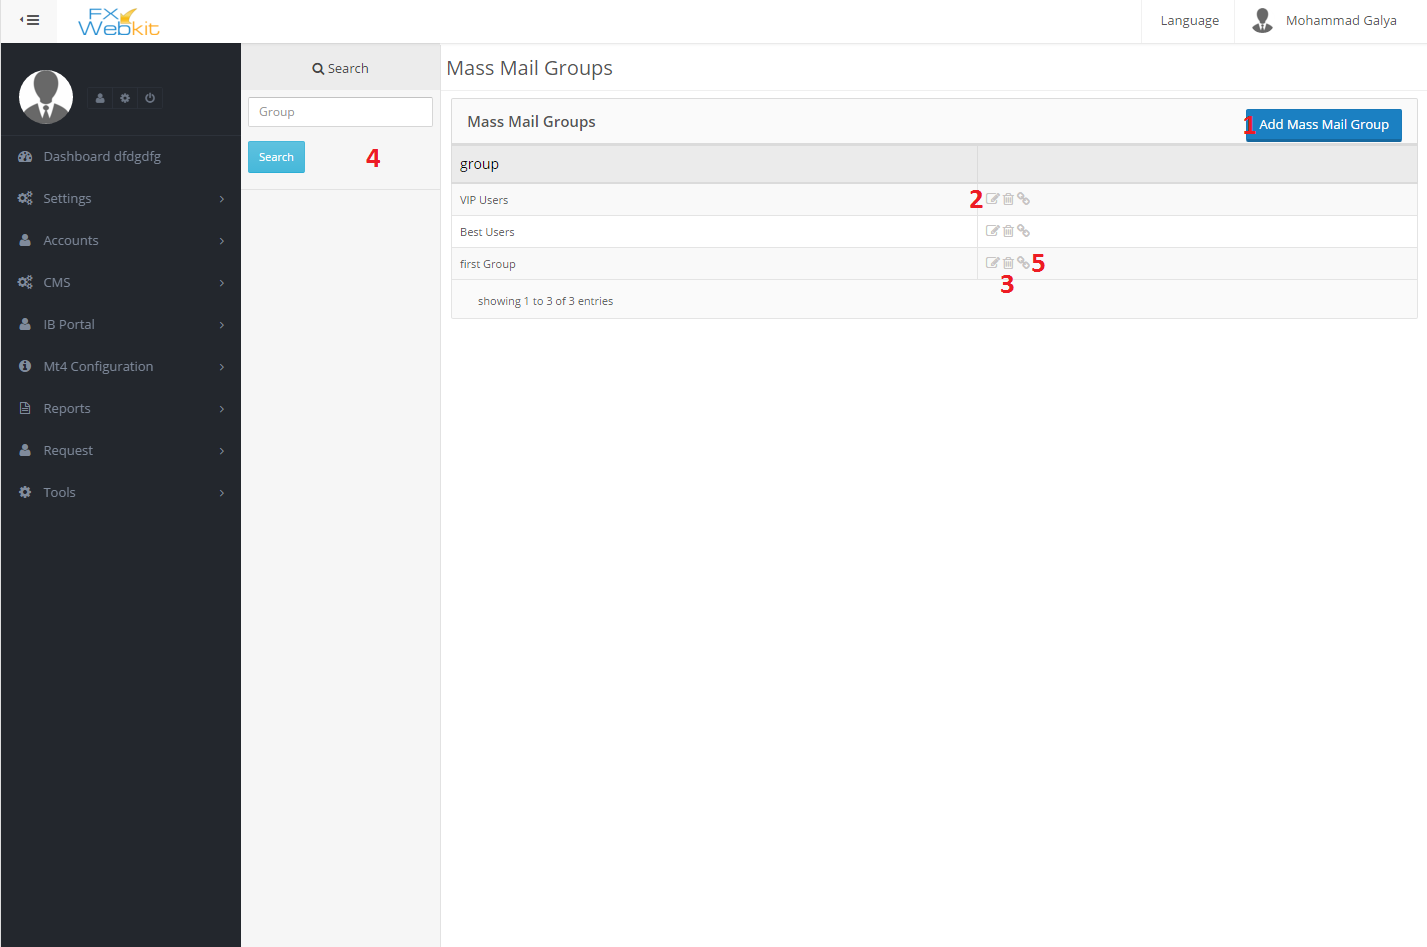 FX
Webkit
Language
Mohammad Galya
Dashboard dfdgdfg
Settings
Accounts
CMS
IB Portal
Mt4 Configuration
Reports
Request
Tools
Search
Group
Search
4
Mass Mail Groups
Mass Mail Groups
1 Add Mass Mail Group
group
VIP Users 2
Best Users
first Group 5
3
showing 1 to 3 of 3 entries